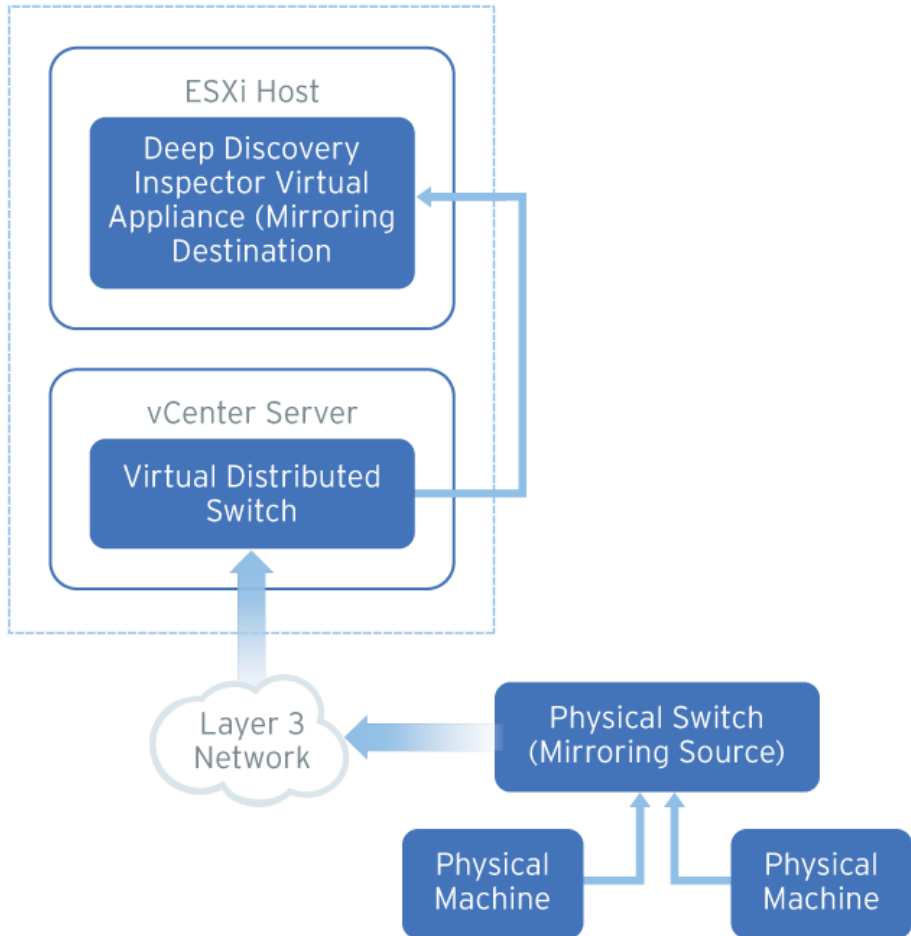 ESXi Host
Deep Discovery
Inspector Virtual
Appliance (Mirroring
Destination
vCenter Server
Virtual Distributed
Switch
Layer 3
Network
Physical Switch
(Mirroring Source)
Physical
Machine
Physical
Machine